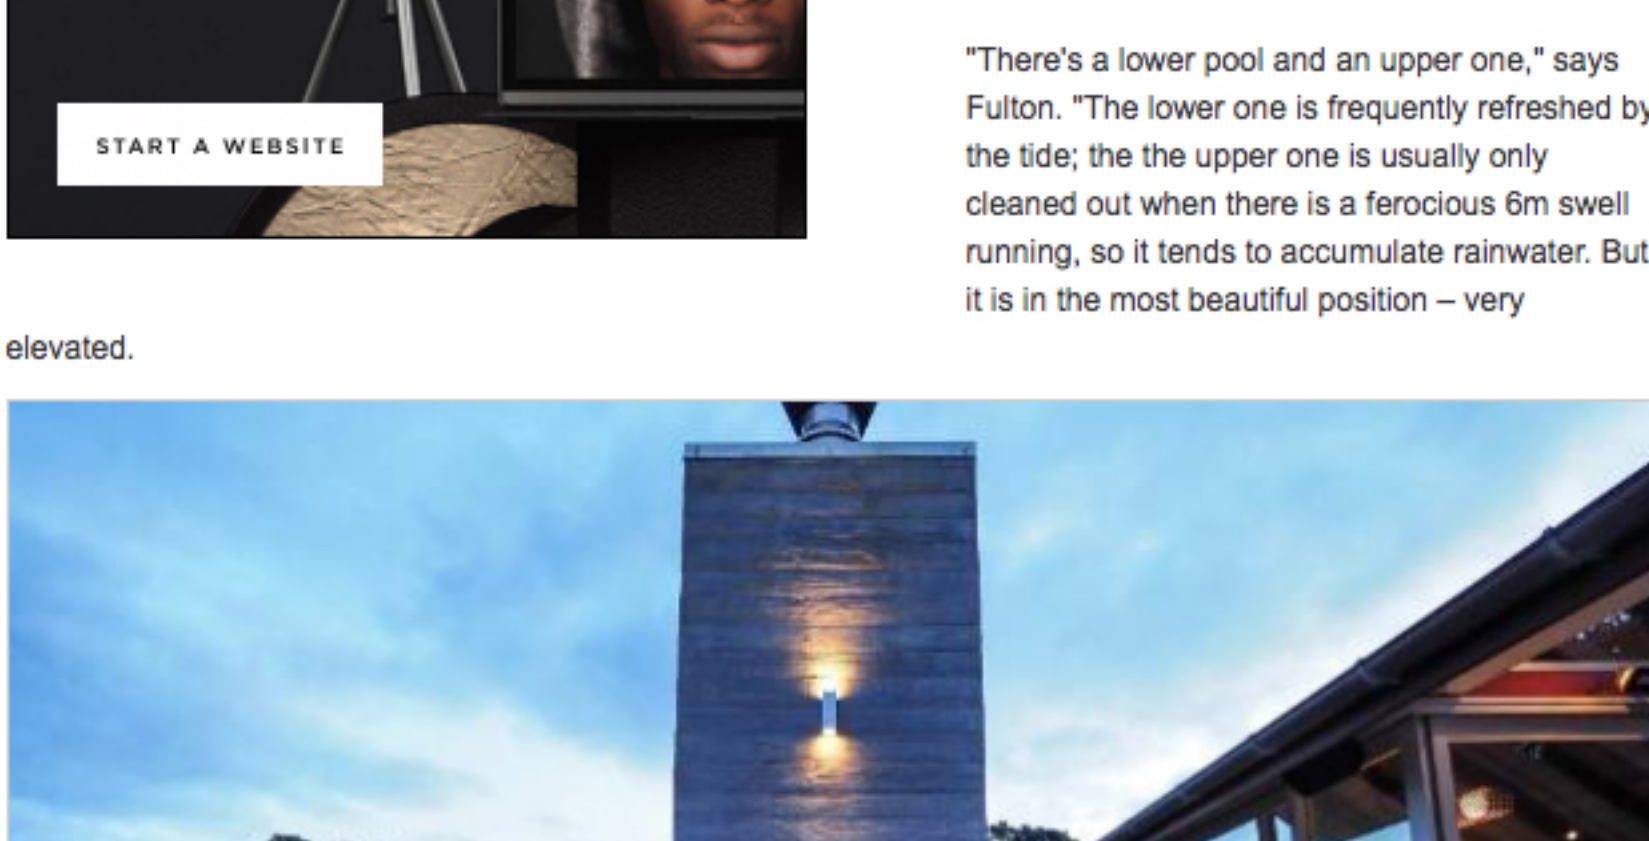 START A WEBSITE
"There's a lower pool and an upper one," says
Fulton. "The lower one is frequently refreshed by
the tide; the the upper one is usually only
cleaned out when there is a ferocious 6m swell
running, so it tends to accumulate rainwater. But
it is in the most beautiful position – very
elevated.